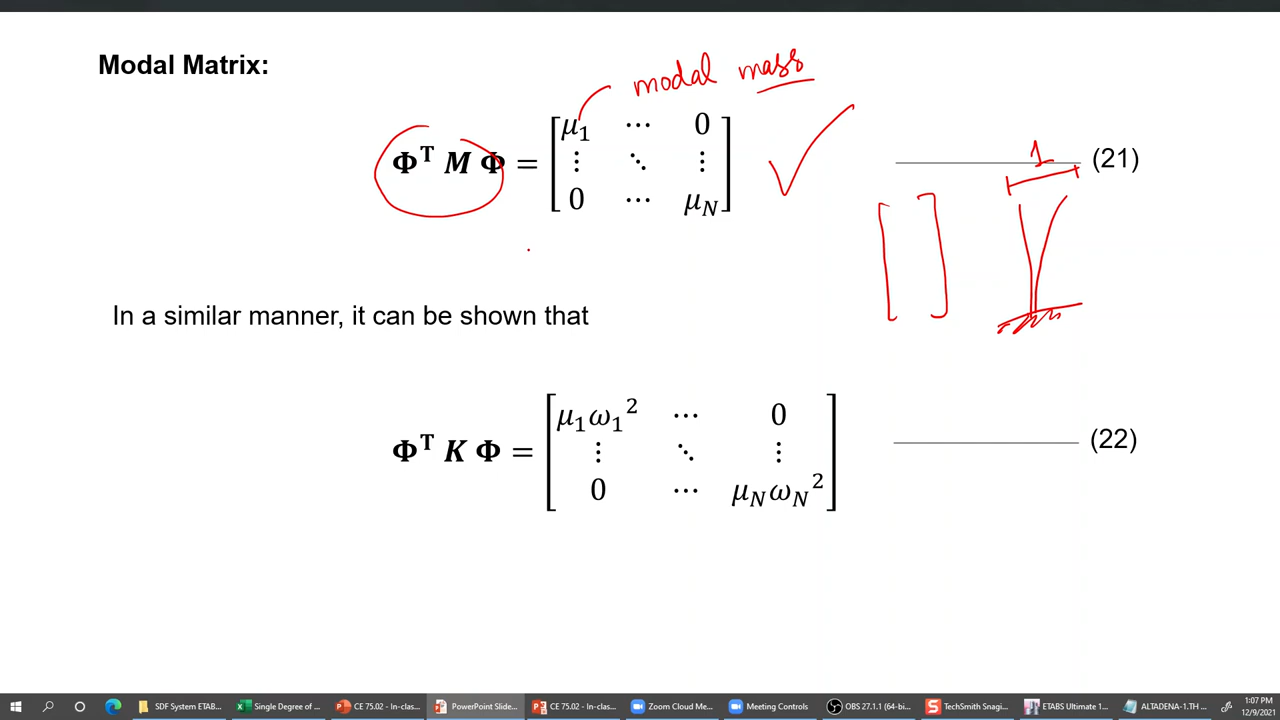 Modal Matrix:
modal mass
Φᵀ M Φ = [μ₁ ⋯ 0
⋮ ⋱ ⋮
0 ⋯ μ_N]
(21)
1
[ ]
In a similar manner, it can be shown that
Φᵀ K Φ = [μ₁ω₁² ⋯ 0
⋮ ⋱ ⋮
0 ⋯ μ_Nω_N²]
(22)
SDF System ETAB... Single Degree of ... CE 75.02 - In-clas... PowerPoint Slide... CE 75.02 - In-clas... Zoom Cloud Me... Meeting Controls OBS 27.1.1 (64-bi... TechSmith Snagi... ETABS Ultimate 1... ALTADENA-1.TH ... 1:07 PM
12/9/2021